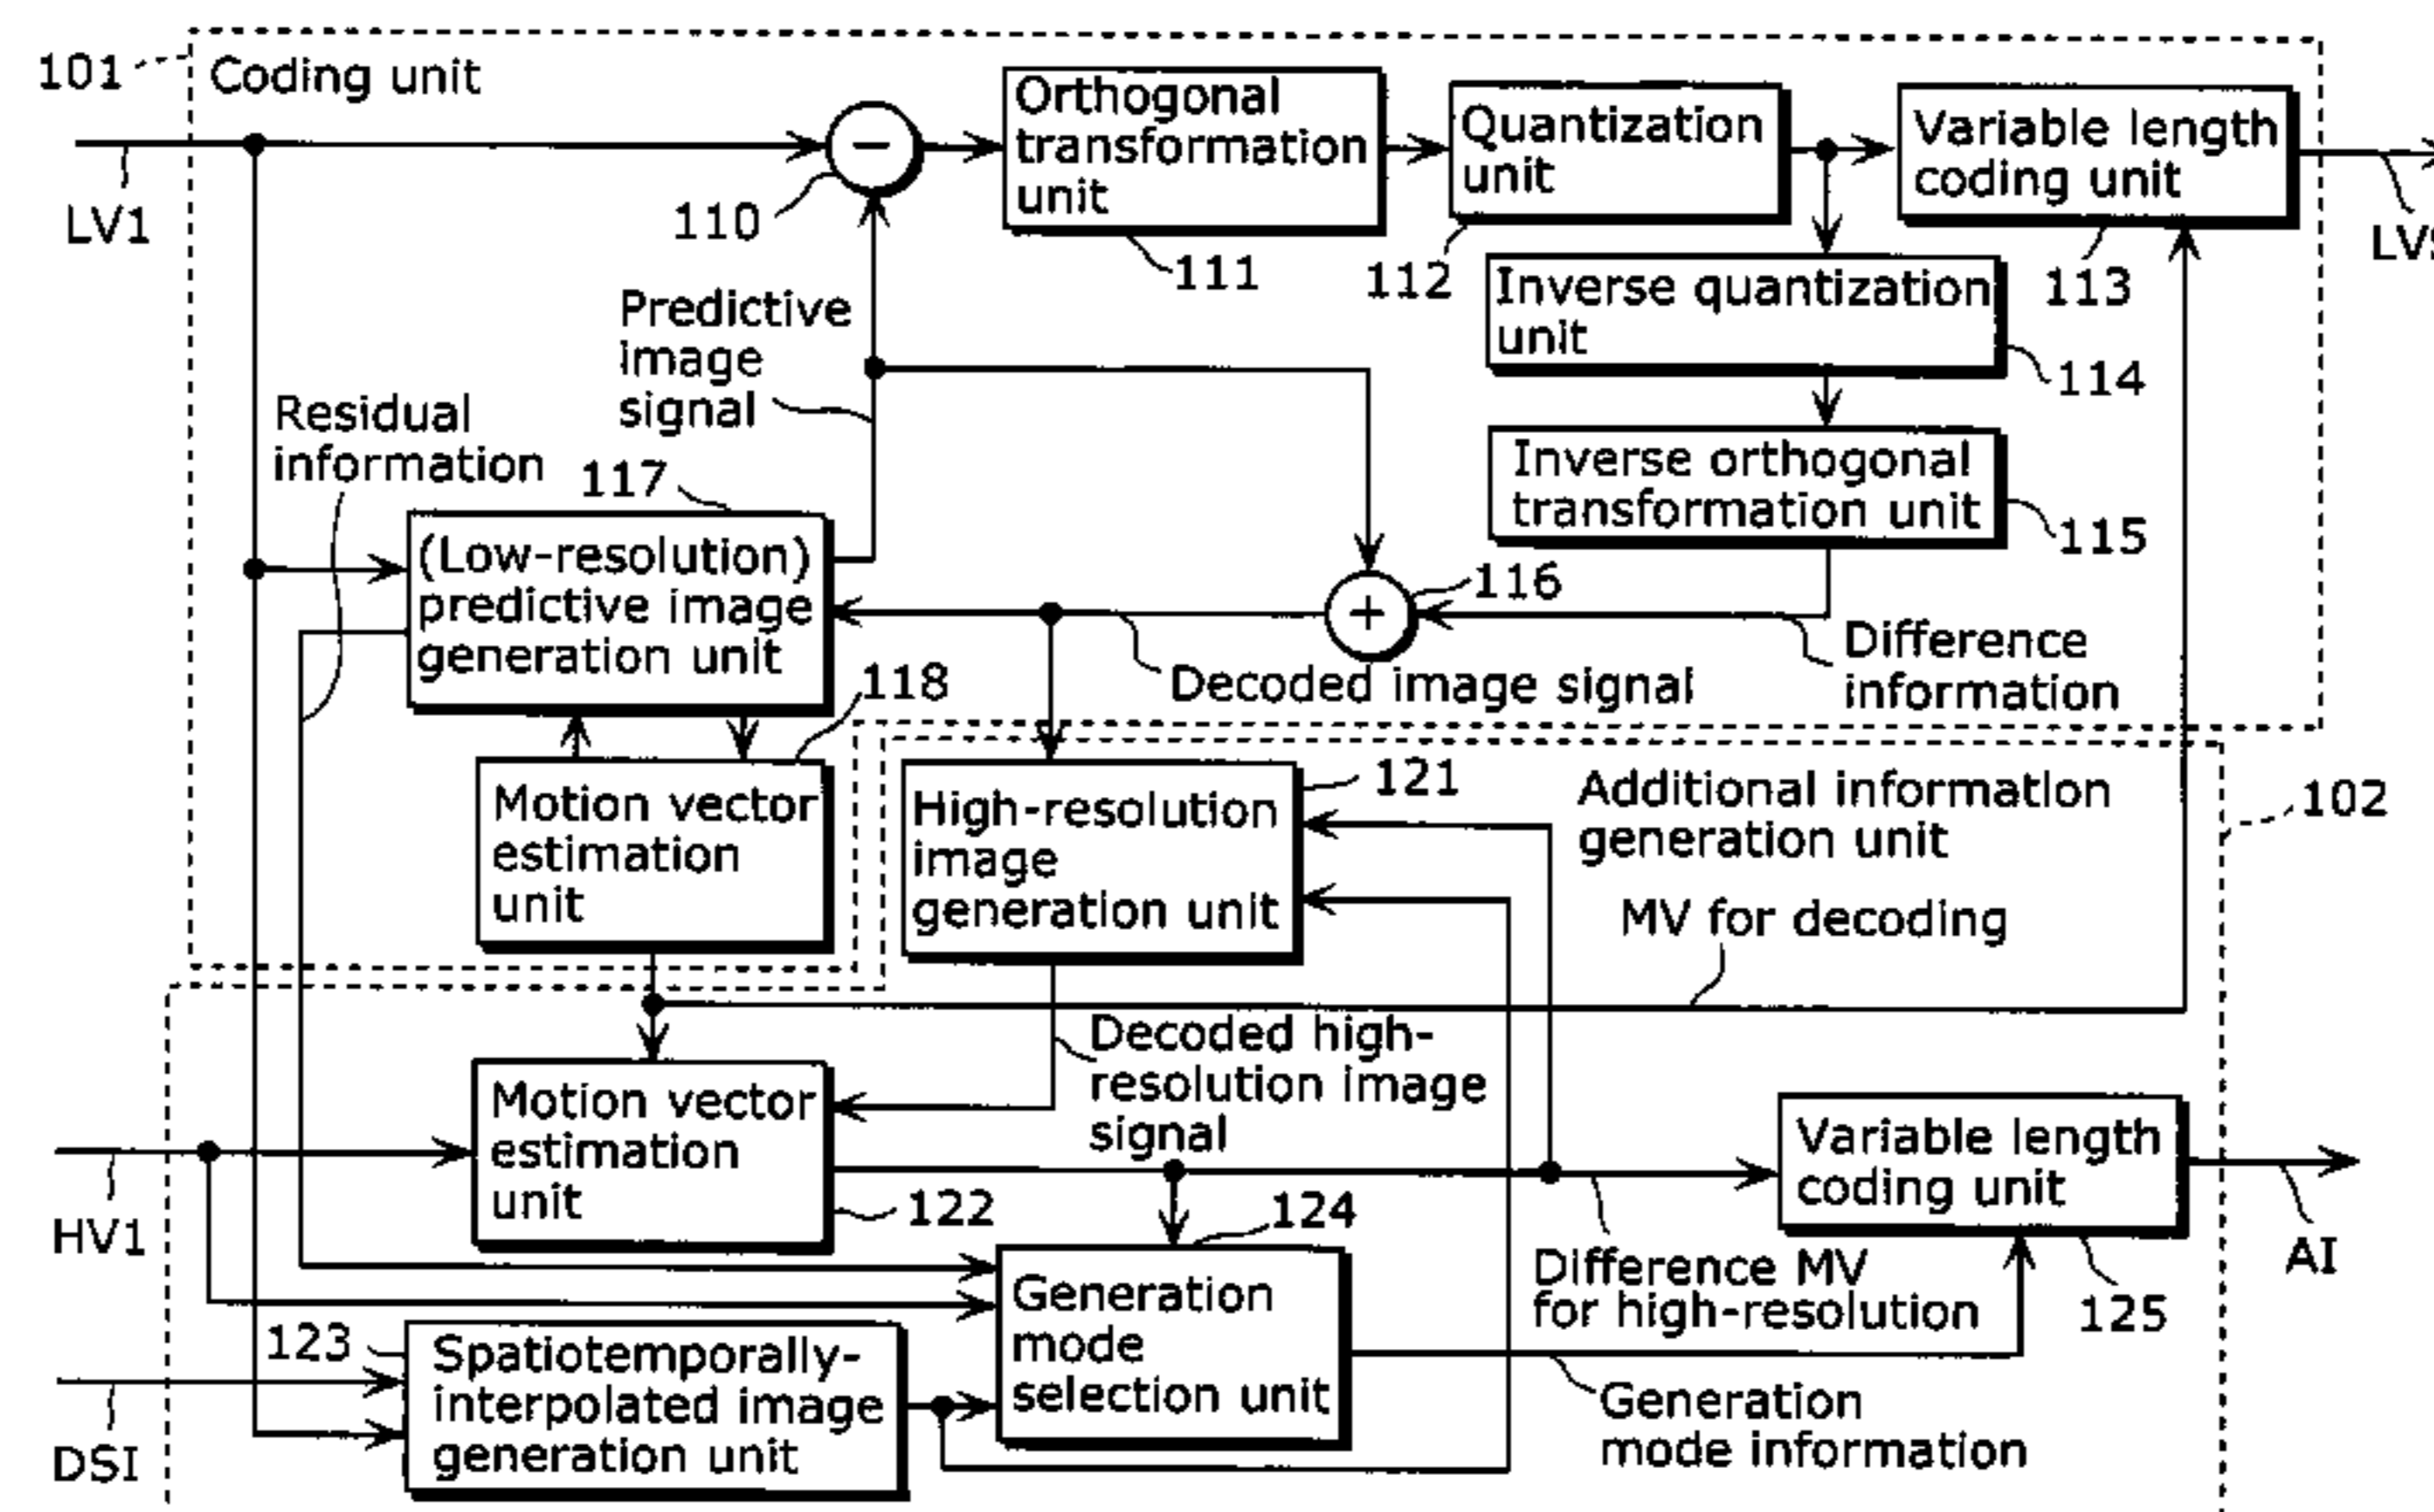 101
Coding unit
LV1
−
110
Orthogonal
transformation
unit
111
Quantization
unit
112
Variable length
coding unit
113
Inverse quantization
unit
114
Inverse orthogonal
transformation unit
115
Predictive
image
signal
Residual
information
117
(Low-resolution)
predictive image
generation unit
+
116
Decoded image signal
Difference
information
118
Motion vector
estimation
unit
121
High-resolution
image
generation unit
Additional information
generation unit
102
MV for decoding
Decoded high-
resolution image
signal
HV1
Motion vector
estimation
unit
122
Variable length
coding unit
125
AI
124
Generation
mode
selection unit
Difference MV
for high-resolution
123
Spatiotemporally-
interpolated image
generation unit
DSI
Generation
mode information